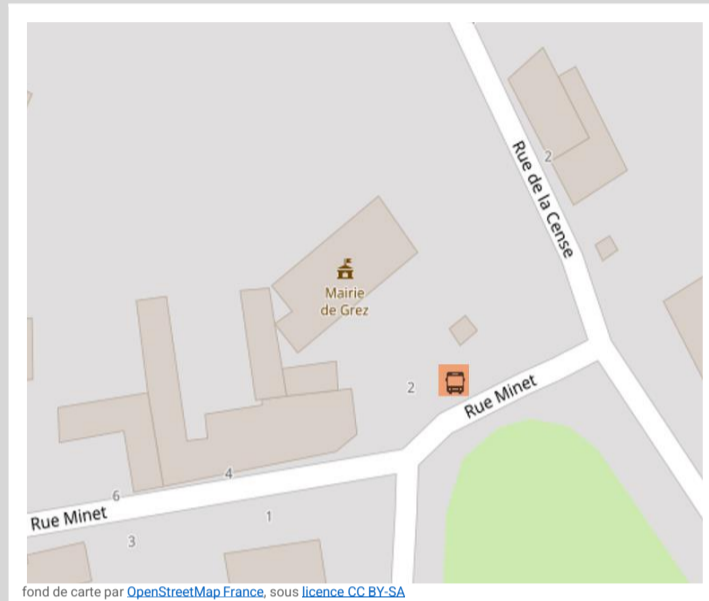 Rue de la Cense
2
Mairie
de Grez
2
Rue Minet
4
6
Rue Minet
1
3
fond de carte par OpenStreetMap France, sous licence CC BY-SA